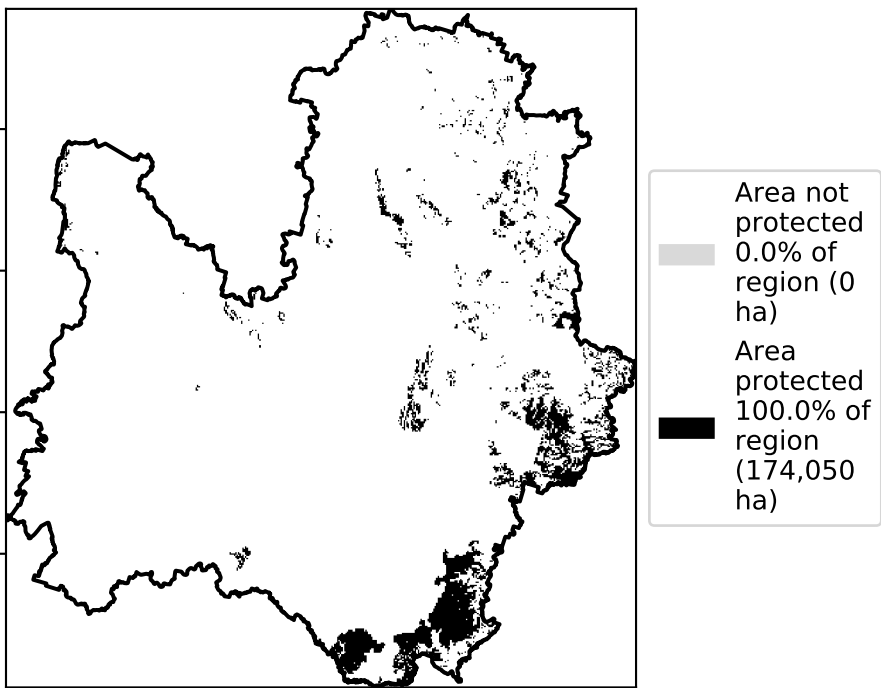 Area not
protected
0.0% of
region (0
ha)
Area
protected
100.0% of
region
(174,050
ha)